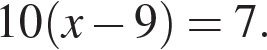 10(x − 9) = 7.